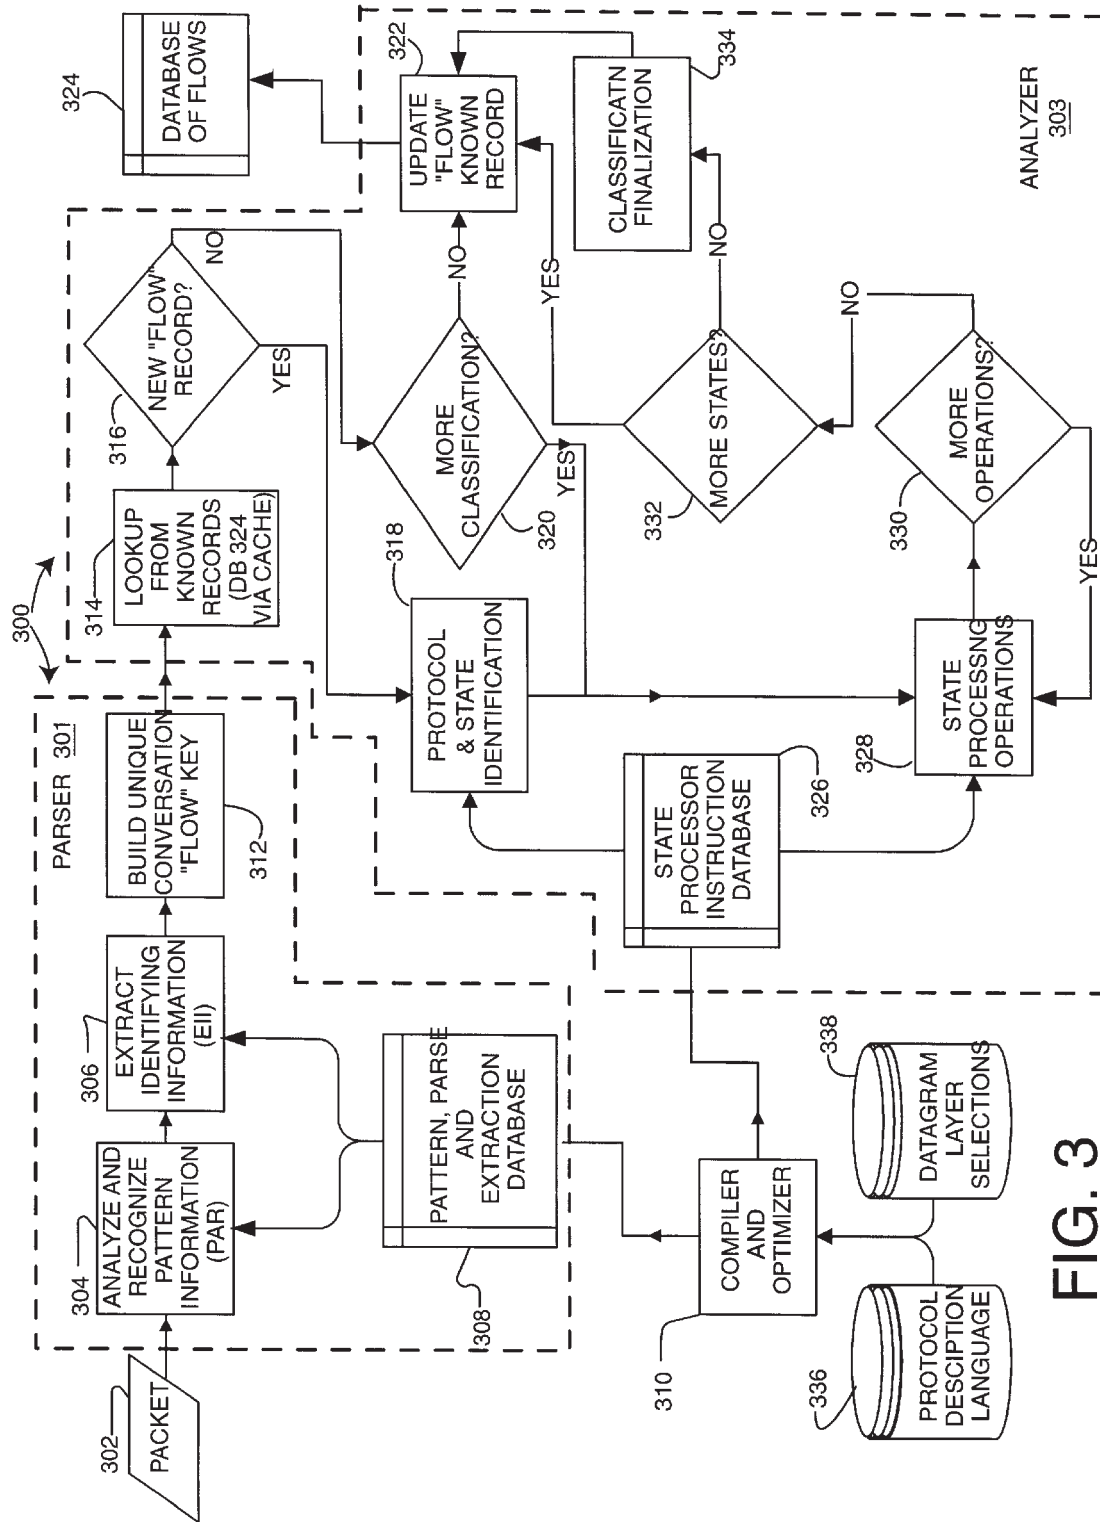 300
PARSER 301
302
PACKET
304
ANALYZE AND
RECOGNIZE
PATTERN
INFORMATION
(PAR)
306
EXTRACT
IDENTIFYING
INFORMATION
(EII)
BUILD UNIQUE
CONVERSATION
"FLOW" KEY
312
314
LOOKUP
FROM
KNOWN
RECORDS
(DB 324
VIA CACHE)
316
NEW "FLOW"
RECORD?
NO
YES
324
DATABASE
OF FLOWS
PATTERN, PARSE
AND
EXTRACTION
DATABASE
308
318
PROTOCOL
& STATE
IDENTIFICATION
MORE
CLASSIFICATION?
320
NO
YES
322
UPDATE
"FLOW"
KNOWN
RECORD
STATE
PROCESSOR
INSTRUCTION
DATABASE
326
YES
332
MORE STATES?
NO
CLASSIFICATN
FINALIZATION
334
310
COMPILER
AND
OPTIMIZER
328
STATE
PROCESSNG
OPERATIONS
330
MORE
OPERATIONS?
NO
YES
336
PROTOCOL
DESCIPTION
LANGUAGE
338
DATAGRAM
LAYER
SELECTIONS
ANALYZER
303
FIG. 3